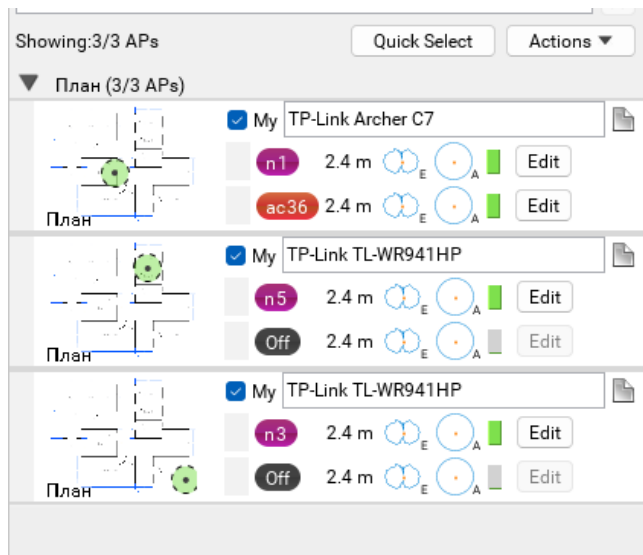 Showing:3/3 APs Quick Select Actions ▼
▼ План (3/3 APs)
My TP-Link Archer C7
n1 2.4 m E A Edit
ac36 2.4 m E A Edit
План
My TP-Link TL-WR941HP
n5 2.4 m E A Edit
Off 2.4 m E A Edit
План
My TP-Link TL-WR941HP
n3 2.4 m E A Edit
Off 2.4 m E A Edit
План